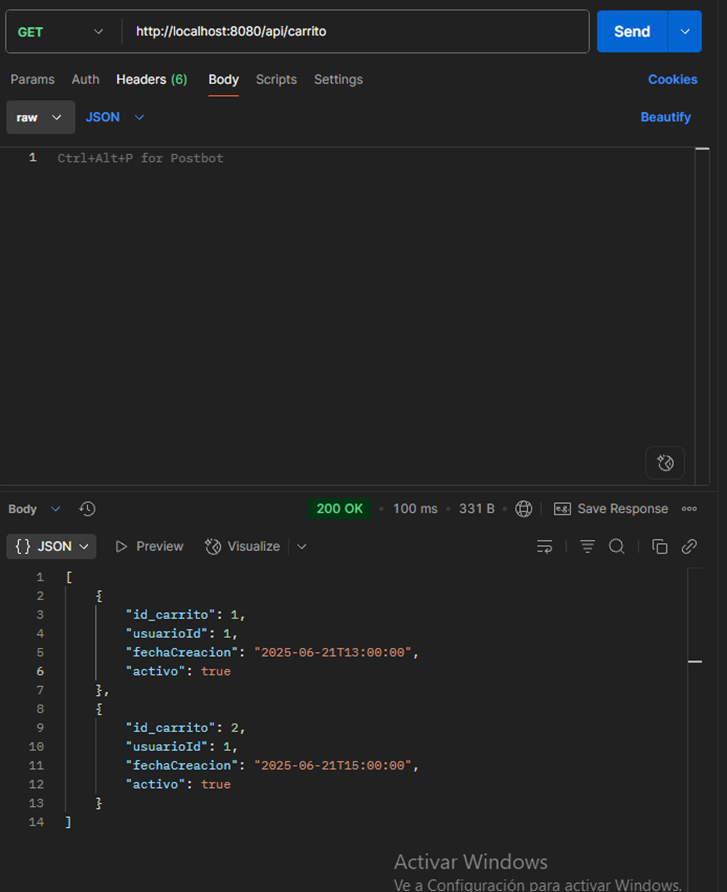 GET http://localhost:8080/api/carrito Send
Params Auth Headers (6) Body Scripts Settings Cookies
raw JSON Beautify
1 Ctrl+Alt+P for Postbot
Body 200 OK • 100 ms • 331 B • e.g. Save Response
{} JSON Preview Visualize
1 [
2 {
3 "id_carrito": 1,
4 "usuarioId": 1,
5 "fechaCreacion": "2025-06-21T13:00:00",
6 "activo": true
7 },
8 {
9 "id_carrito": 2,
10 "usuarioId": 1,
11 "fechaCreacion": "2025-06-21T15:00:00",
12 "activo": true
13 }
14 ]
Activar Windows
Ve a Configuración para activar Windows.